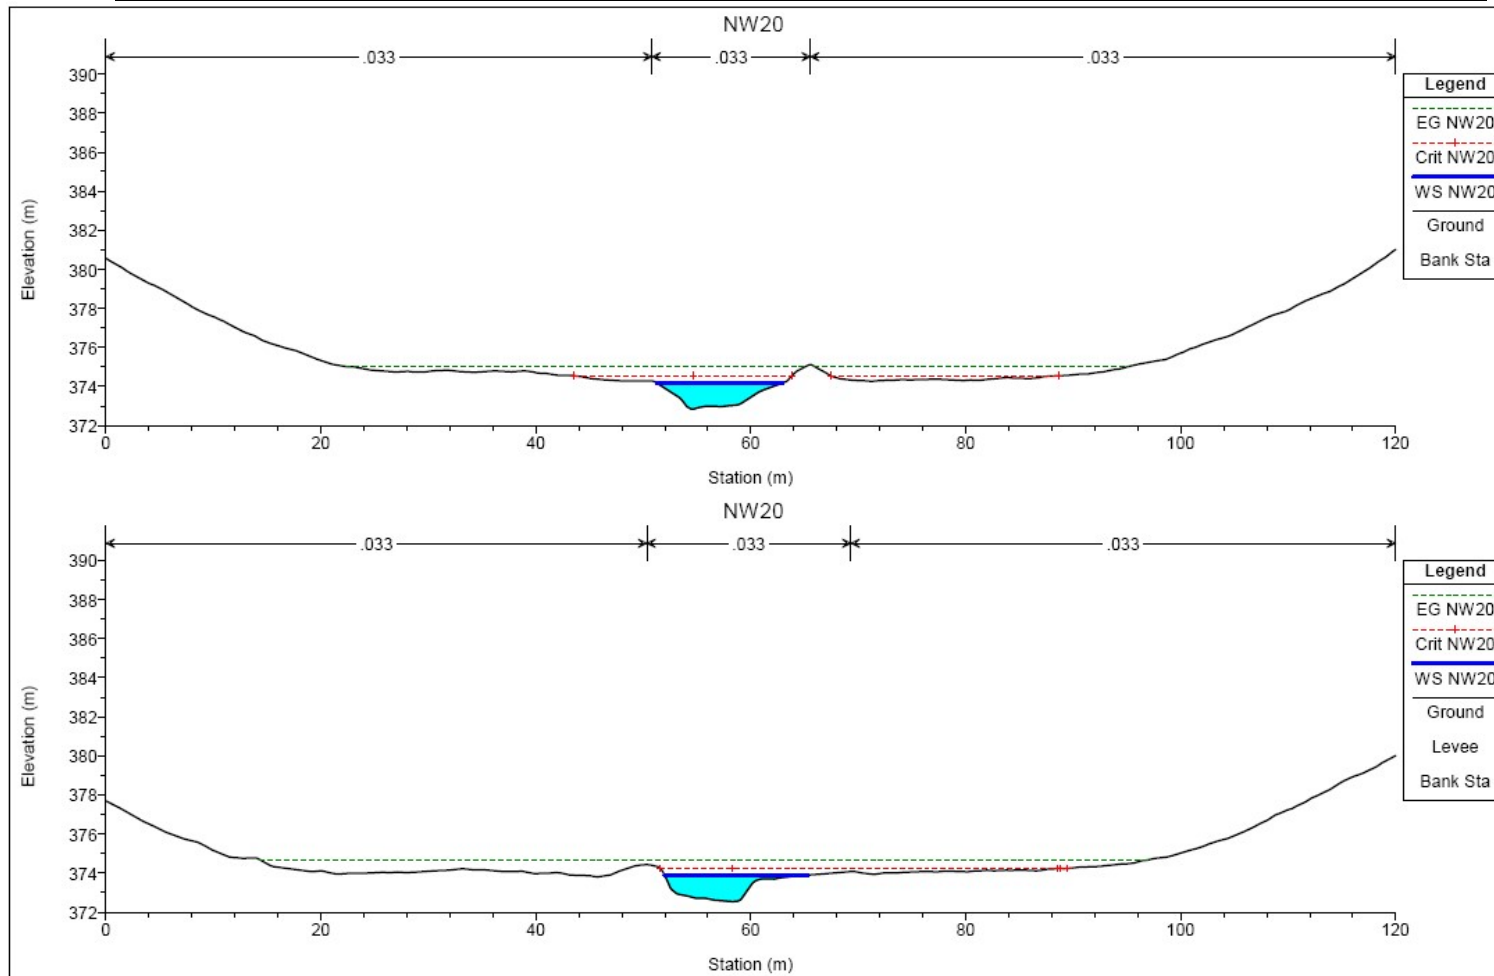 NW20
.033 .033 .033
390
388
386
384
382
380
378
376
374
372
Elevation (m)
0 20 40 60 80 100 120
Station (m)
Legend
EG NW20
Crit NW20
WS NW20
Ground
Bank Sta
NW20
.033 .033 .033
390
388
386
384
382
380
378
376
374
372
Elevation (m)
0 20 40 60 80 100 120
Station (m)
Legend
EG NW20
Crit NW20
WS NW20
Ground
Levee
Bank Sta